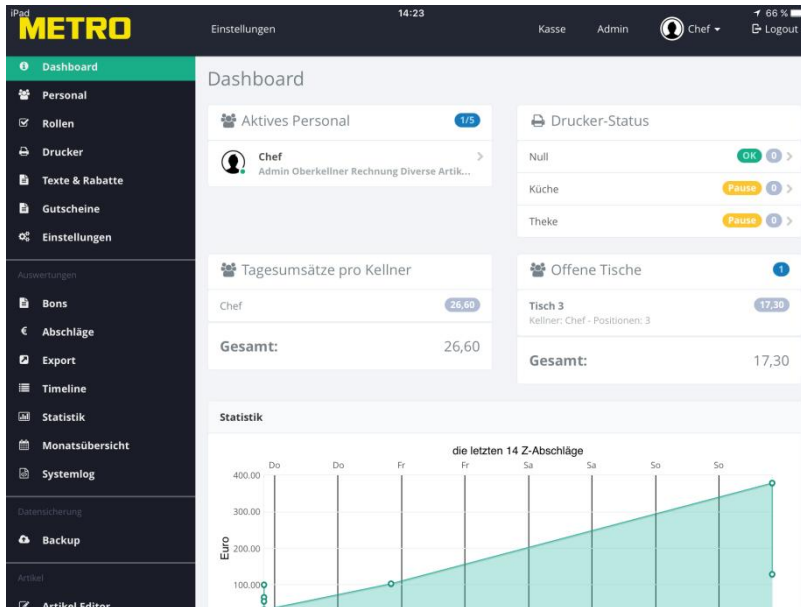 iPad
14:23
66 %
METRO
Einstellungen
Kasse
Admin
Chef
Logout
Dashboard
Personal
Rollen
Drucker
Texte & Rabatte
Gutscheine
Einstellungen
Auswertungen
Bons
Abschläge
Export
Timeline
Statistik
Monatsübersicht
Systemlog
Datensicherung
Backup
Artikel
Artikel Editor
Dashboard
Aktives Personal 1/5
Chef
Admin Oberkellner Rechnung Diverse Artik...
Drucker-Status
Null OK 0
Küche Pause 0
Theke Pause 0
Tagesumsätze pro Kellner
Chef 26,60
Gesamt: 26,60
Offene Tische 1
Tisch 3 17,30
Kellner: Chef - Positionen: 3
Gesamt: 17,30
Statistik
die letzten 14 Z-Abschläge
Do Do Fr Fr Sa Sa So So
400.00
300.00
200.00
100.00
Euro